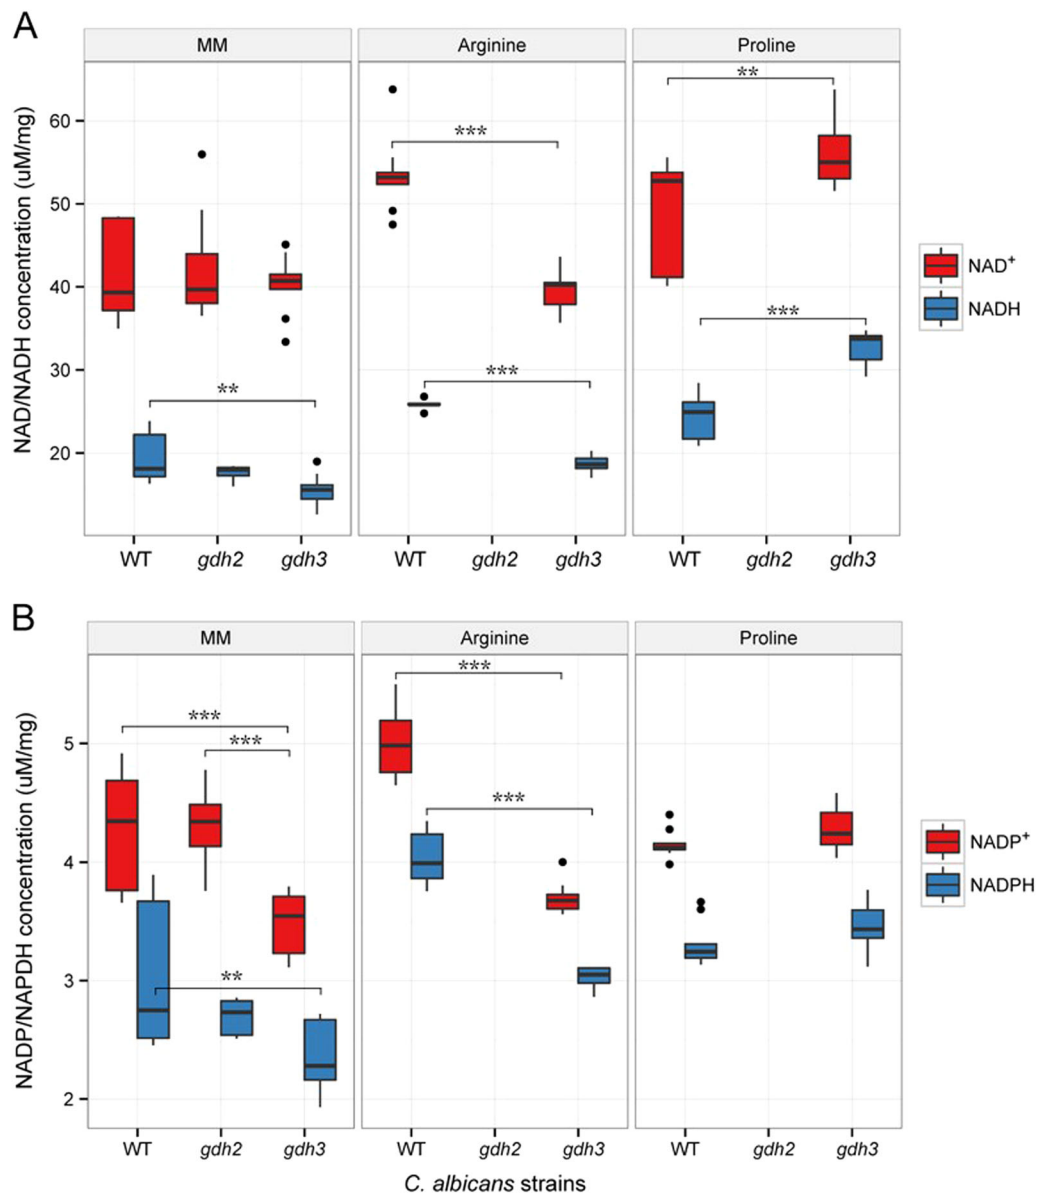 A
MM Arginine Proline
NAD/NADH concentration (uM/mg)
60
50
40
30
20
** *** *** ** ***
NAD+
NADH
WT gdh2 gdh3 WT gdh2 gdh3 WT gdh2 gdh3
B
MM Arginine Proline
NADP/NAPDH concentration (uM/mg)
5
4
3
2
*** *** ** *** ***
NADP+
NADPH
WT gdh2 gdh3 WT gdh2 gdh3 WT gdh2 gdh3
C. albicans strains